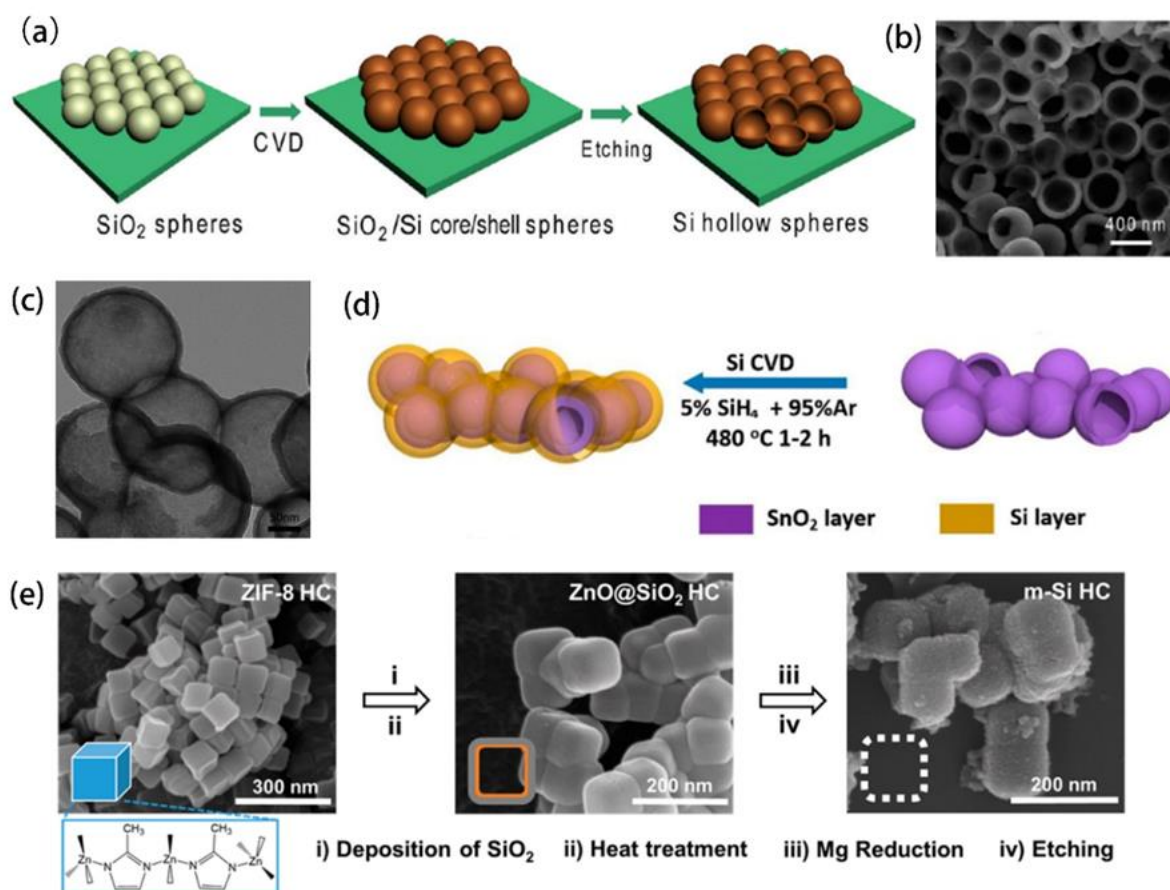 (a)
CVD
Etching
SiO₂ spheres
SiO₂/Si core/shell spheres
Si hollow spheres
(b)
400 nm
(c)
50nm
(d)
Si CVD
5% SiH₄ + 95%Ar
480 °C 1-2 h
SnO₂ layer
Si layer
(e)
ZIF-8 HC
300 nm
i
ii
ZnO@SiO₂ HC
200 nm
iii
iv
m-Si HC
200 nm
CH₃
CH₃
Zn
N
N
Zn
N
N
Zn
i) Deposition of SiO₂
ii) Heat treatment
iii) Mg Reduction
iv) Etching